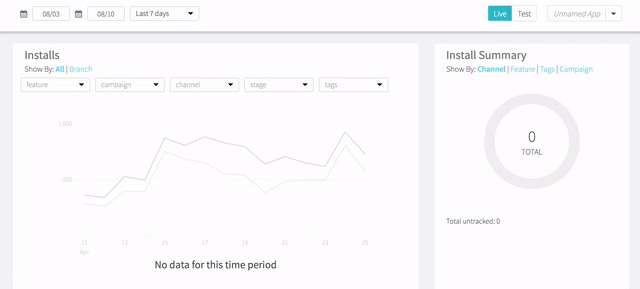 08/03 08/10 Last 7 days Live Test Unnamed App
Installs
Show By: All | Branch
feature campaign channel stage tags
1,000
500
11 13 15 17 19 21 23 25
Apr
No data for this time period
Install Summary
Show By: Channel | Feature | Tags | Campaign
0
TOTAL
Total untracked: 0